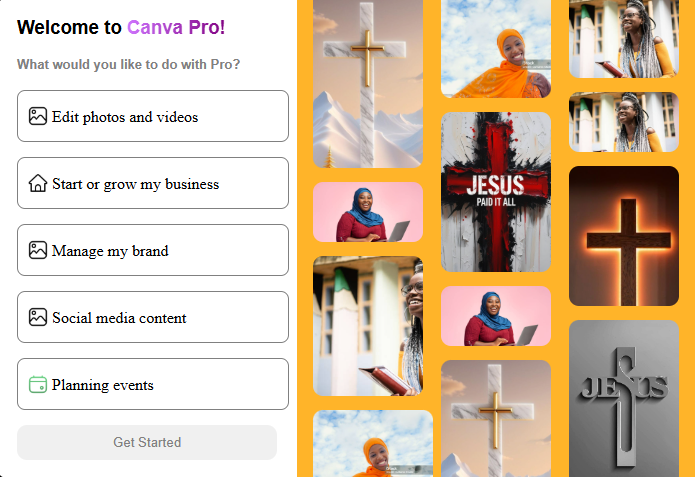 Welcome to Canva Pro!
What would you like to do with Pro?
Edit photos and videos
Start or grow my business
Manage my brand
Social media content
Planning events
Get Started
JESUS
PAID IT ALL
JESUS